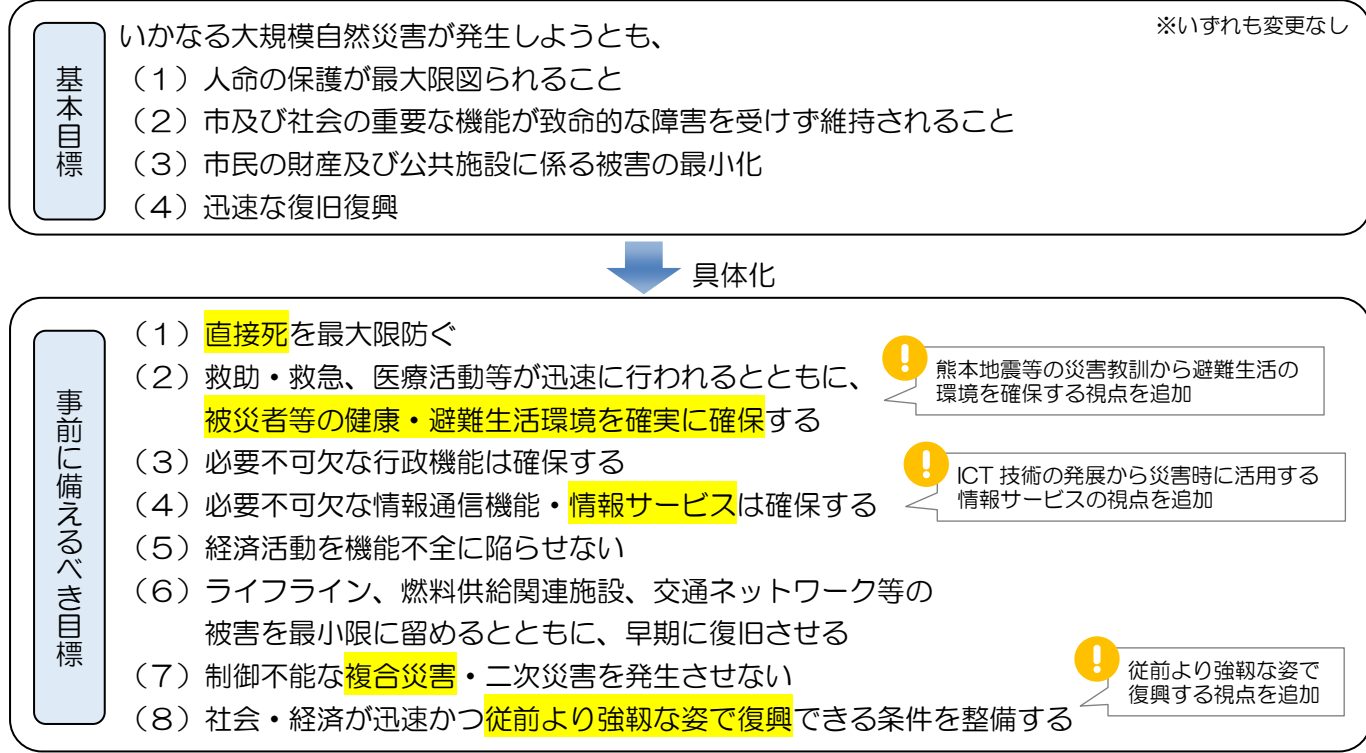 基本目標
いかなる大規模自然災害が発生しようとも、
※いずれも変更なし
（１）人命の保護が最大限図られること
（２）市及び社会の重要な機能が致命的な障害を受けず維持されること
（３）市民の財産及び公共施設に係る被害の最小化
（４）迅速な復旧復興
具体化
事前に備えるべき目標
（１）直接死を最大限防ぐ
（２）救助・救急、医療活動等が迅速に行われるとともに、
被災者等の健康・避難生活環境を確実に確保する
熊本地震等の災害教訓から避難生活の
環境を確保する視点を追加
（３）必要不可欠な行政機能は確保する
（４）必要不可欠な情報通信機能・情報サービスは確保する
ICT 技術の発展から災害時に活用する
情報サービスの視点を追加
（５）経済活動を機能不全に陥らせない
（６）ライフライン、燃料供給関連施設、交通ネットワーク等の
被害を最小限に留めるとともに、早期に復旧させる
（７）制御不能な複合災害・二次災害を発生させない
（８）社会・経済が迅速かつ従前より強靱な姿で復興できる条件を整備する
従前より強靱な姿で
復興する視点を追加